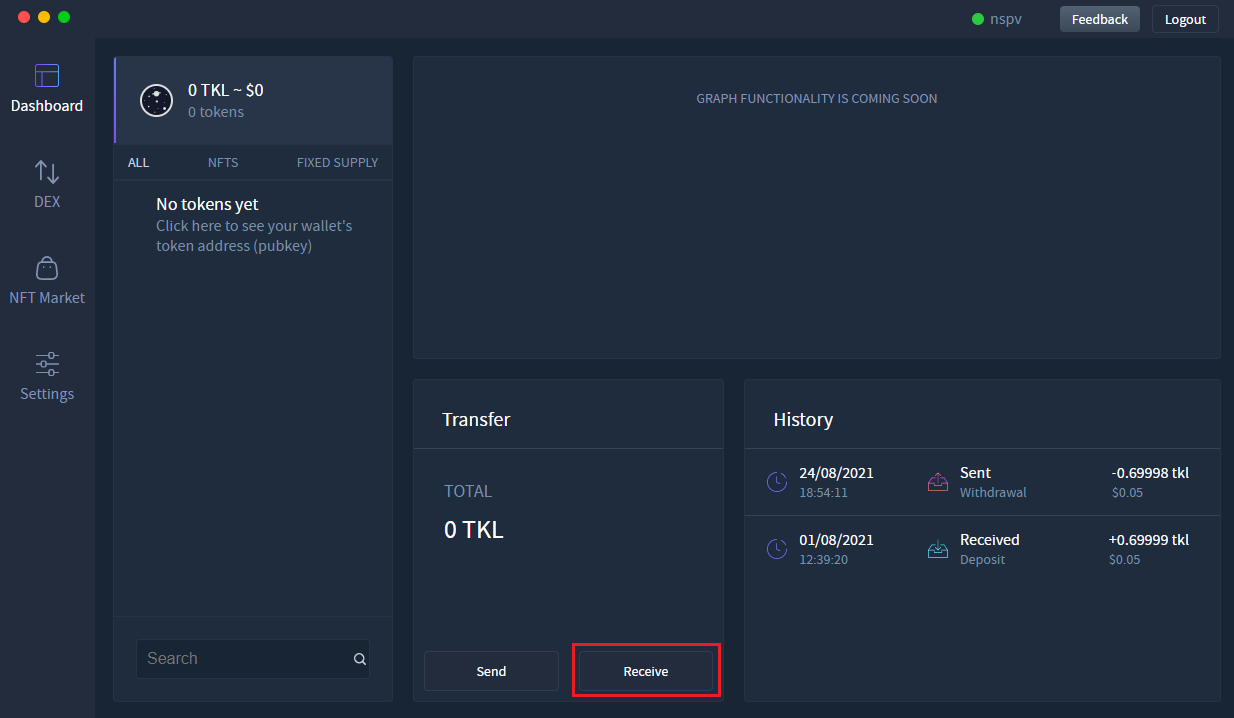 nspv
Feedback
Logout
Dashboard
DEX
NFT Market
Settings
0 TKL ~ $0
0 tokens
ALL NFTS FIXED SUPPLY
No tokens yet
Click here to see your wallet's
token address (pubkey)
Search
GRAPH FUNCTIONALITY IS COMING SOON
Transfer
TOTAL
0 TKL
Send
Receive
History
24/08/2021 Sent -0.69998 tkl
18:54:11 Withdrawal $0.05
01/08/2021 Received +0.69999 tkl
12:39:20 Deposit $0.05